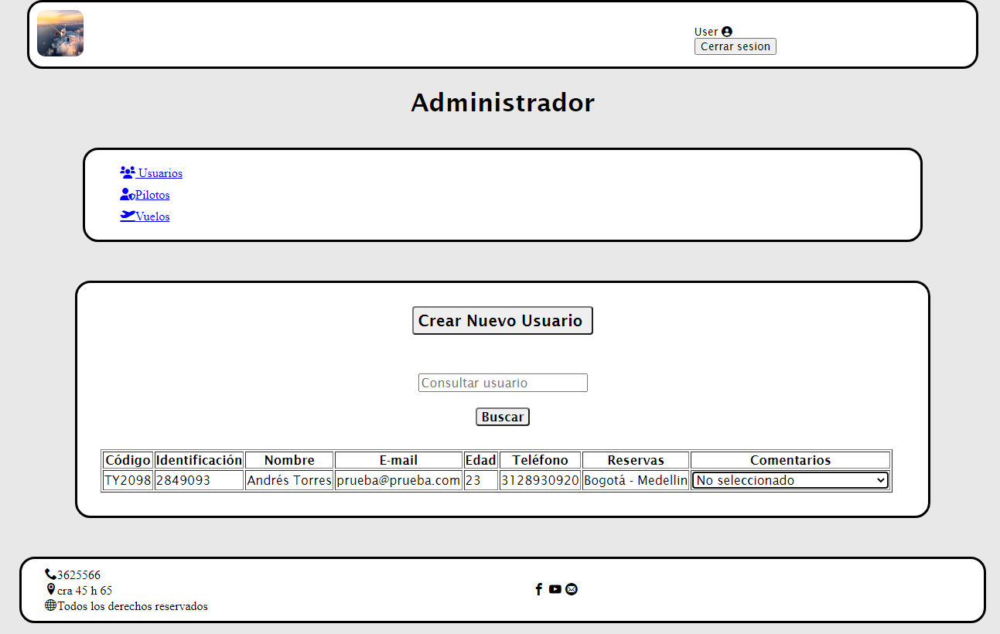 User
Cerrar sesion
Administrador
Usuarios
Pilotos
Vuelos
Crear Nuevo Usuario
Consultar usuario
Buscar
Código Identificación Nombre E-mail Edad Teléfono Reservas Comentarios
TY2098 2849093 Andrés Torres prueba@prueba.com 23 3128930920 Bogotá - Medellin No seleccionado
3625566
cra 45 h 65
Todos los derechos reservados